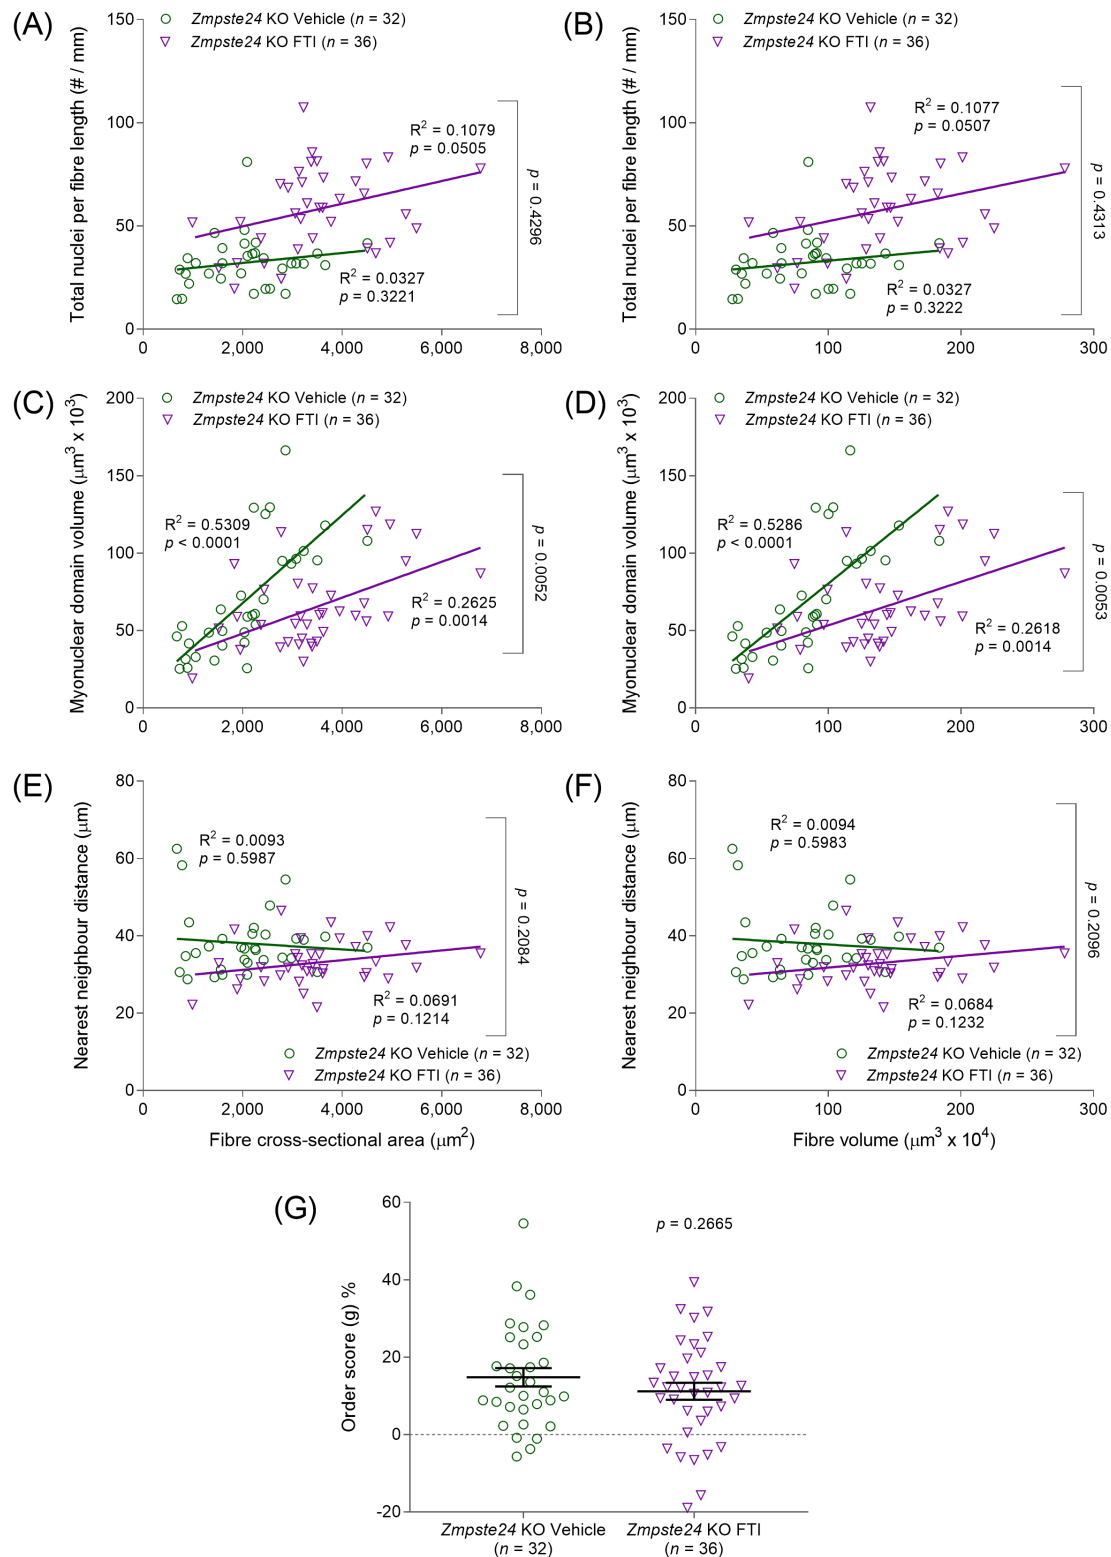 (A)
Zmpste24 KO Vehicle (n = 32)
Zmpste24 KO FTI (n = 36)
Total nuclei per fibre length (# / mm)
150
100
50
0
0
2,000
4,000
6,000
8,000
R² = 0.1079
p = 0.0505
R² = 0.0327
p = 0.3221
p = 0.4296
(B)
Zmpste24 KO Vehicle (n = 32)
Zmpste24 KO FTI (n = 36)
Total nuclei per fibre length (# / mm)
150
100
50
0
0
100
200
300
R² = 0.1077
p = 0.0507
R² = 0.0327
p = 0.3222
p = 0.4313
(C)
Zmpste24 KO Vehicle (n = 32)
Zmpste24 KO FTI (n = 36)
Myonuclear domain volume (μm³ x 10³)
200
150
100
50
0
0
2,000
4,000
6,000
8,000
R² = 0.5309
p < 0.0001
R² = 0.2625
p = 0.0014
p = 0.0052
(D)
Zmpste24 KO Vehicle (n = 32)
Zmpste24 KO FTI (n = 36)
Myonuclear domain volume (μm³ x 10³)
200
150
100
50
0
0
100
200
300
R² = 0.5286
p < 0.0001
R² = 0.2618
p = 0.0014
p = 0.0053
(E)
Nearest neighbour distance (μm)
80
60
40
20
0
0
2,000
4,000
6,000
8,000
R² = 0.0093
p = 0.5987
R² = 0.0691
p = 0.1214
Zmpste24 KO Vehicle (n = 32)
Zmpste24 KO FTI (n = 36)
p = 0.2084
Fibre cross-sectional area (μm²)
(F)
Nearest neighbour distance (μm)
80
60
40
20
0
0
100
200
300
R² = 0.0094
p = 0.5983
R² = 0.0684
p = 0.1232
Zmpste24 KO Vehicle (n = 32)
Zmpste24 KO FTI (n = 36)
p = 0.2096
Fibre volume (μm³ x 10⁴)
(G)
Order score (g) %
60
40
20
0
-20
p = 0.2665
Zmpste24 KO Vehicle
(n = 32)
Zmpste24 KO FTI
(n = 36)